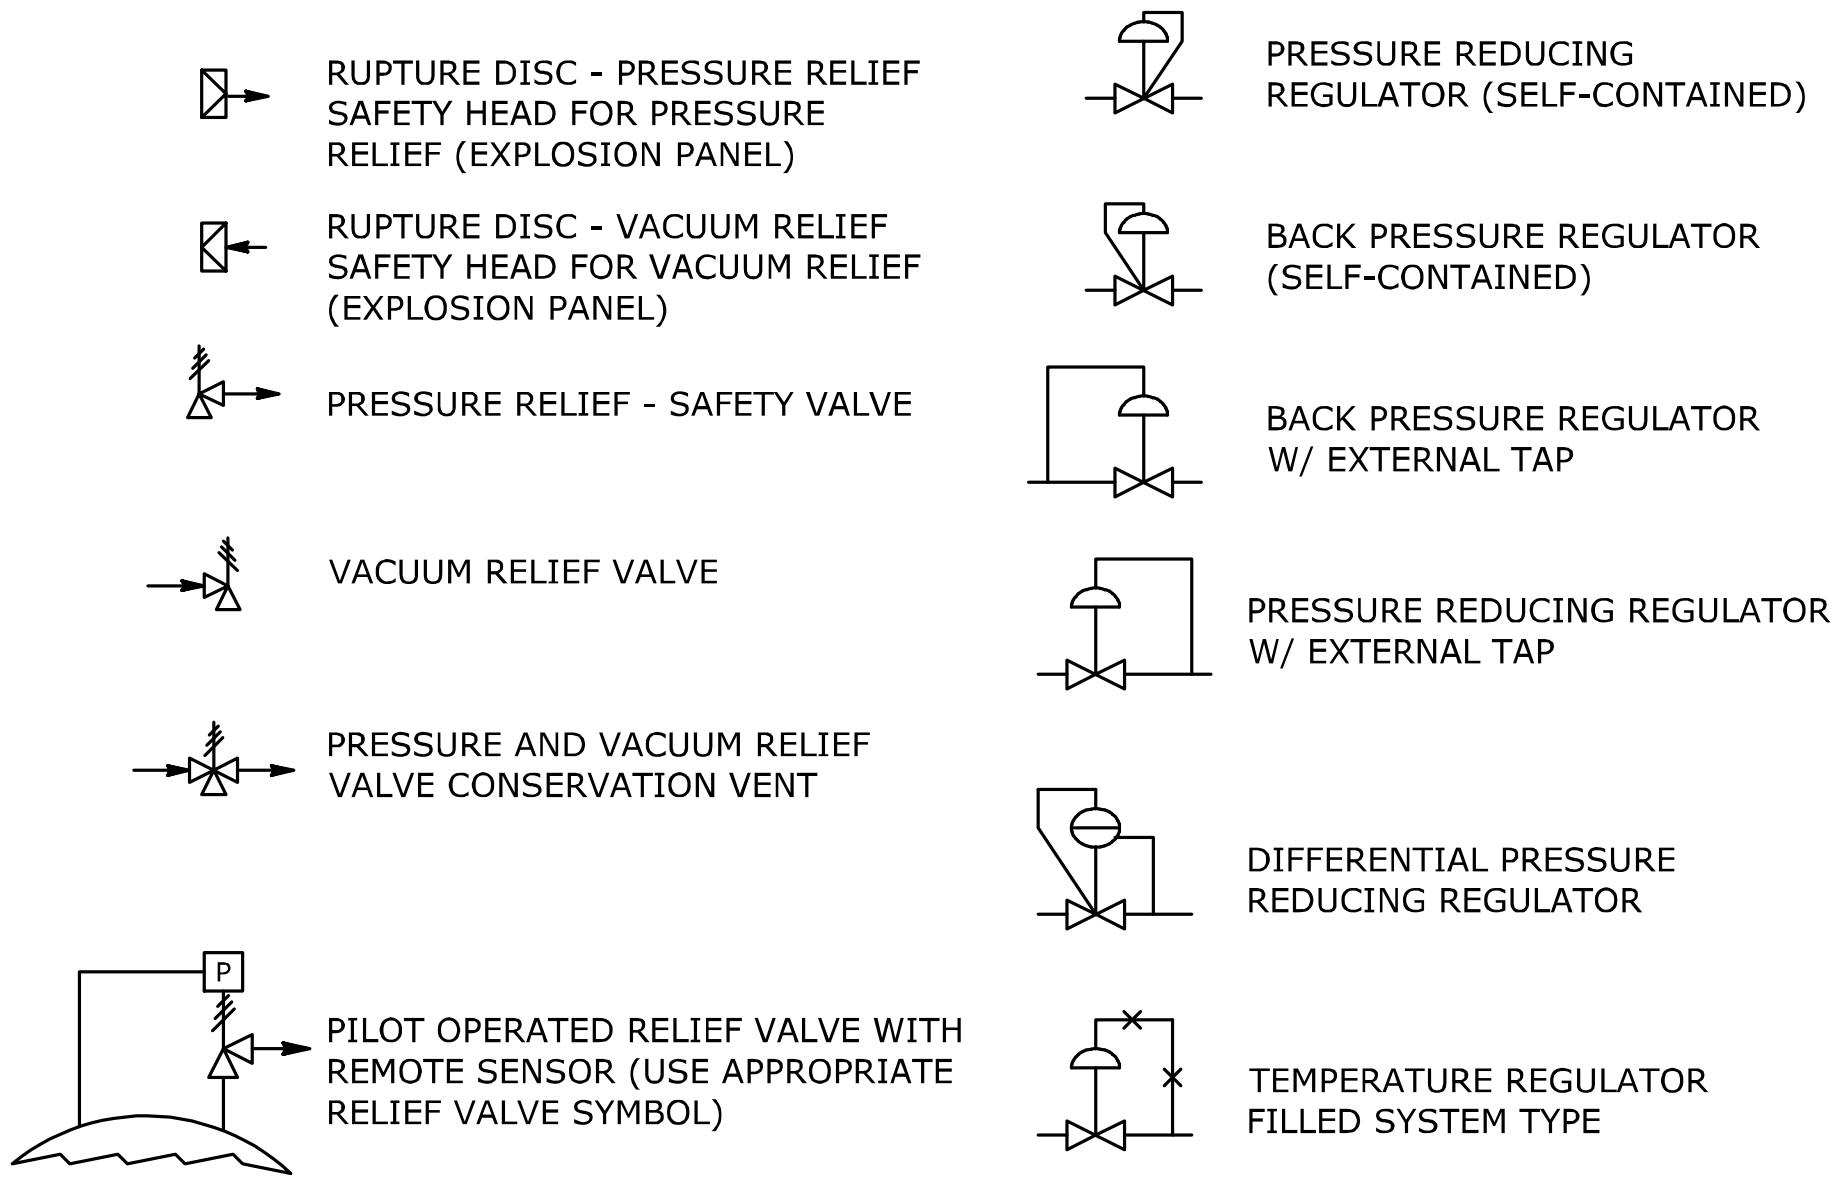 RUPTURE DISC - PRESSURE RELIEF
SAFETY HEAD FOR PRESSURE
RELIEF (EXPLOSION PANEL)
RUPTURE DISC - VACUUM RELIEF
SAFETY HEAD FOR VACUUM RELIEF
(EXPLOSION PANEL)
PRESSURE RELIEF - SAFETY VALVE
VACUUM RELIEF VALVE
PRESSURE AND VACUUM RELIEF
VALVE CONSERVATION VENT
P
PILOT OPERATED RELIEF VALVE WITH
REMOTE SENSOR (USE APPROPRIATE
RELIEF VALVE SYMBOL)
PRESSURE REDUCING
REGULATOR (SELF-CONTAINED)
BACK PRESSURE REGULATOR
(SELF-CONTAINED)
BACK PRESSURE REGULATOR
W/ EXTERNAL TAP
PRESSURE REDUCING REGULATOR
W/ EXTERNAL TAP
DIFFERENTIAL PRESSURE
REDUCING REGULATOR
TEMPERATURE REGULATOR
FILLED SYSTEM TYPE